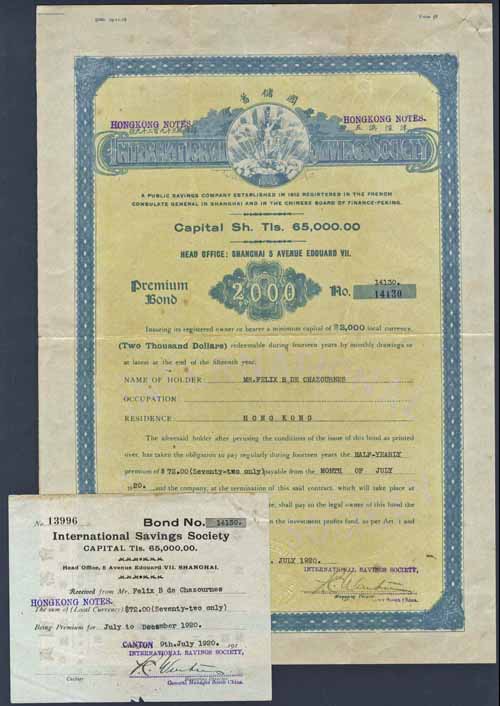 Form 5F
HONGKONG NOTES.
HONGKONG NOTES.
INTERNATIONAL SAVINGS SOCIETY
A PUBLIC SAVINGS COMPANY ESTABLISHED IN 1912 REGISTERED IN THE FRENCH
CONSULATE GENERAL IN SHANGHAI AND IN THE CHINESE BOARD OF FINANCE-PEKING.
Capital Sh. Tls. 65,000.00
HEAD OFFICE: SHANGHAI 5 AVENUE EDOUARD VII.
Premium
Bond
2000
No.
14130.
14130
Insuring its registered owner or bearer a minimum capital of $2,000 local currency,
(Two Thousand Dollars) redeemable during fourteen years by monthly drawings or
at latest at the end of the fifteenth year.
NAME OF HOLDER MR.FELIX B DE CHAZOURNES
OCCUPATION
RESIDENCE HONG KONG
The aforesaid holder after perusing the conditions of the issue of this bond as printed
over, has taken the obligation to pay regularly during fourteen years the HALF-YEARLY
premium of $ 72.00 (Seventy-two only) payable from the MONTH OF JULY
1920. and the company, at the termination of this said contract, which will take place at
, shall pay to the legal owner of this bond the
in the investment profits fund, as per Art. 1 and
JULY 1920.
INTERNATIONAL SAVINGS SOCIETY,
No. 13996 Bond No. 14130.
International Savings Society
CAPITAL Tls. 65,000.00.
Head Office, 5 Avenue Edouard VII. SHANGHAI.
Received from Mr. Felix B de Chazournes
HONGKONG NOTES.
The sum of (Local Currency) $72.00 (Seventy-two only)
Being Premium for July to December 1920.
CANTON 9th July 1920. 191
INTERNATIONAL SAVINGS SOCIETY,
Cashier Managing Director
General Manager South China.